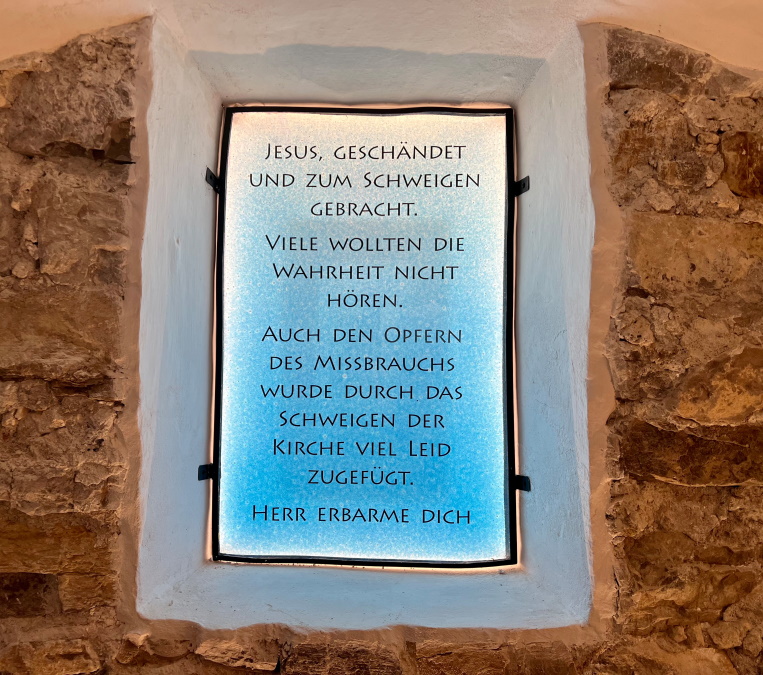 Jesus, geschändet
und zum Schweigen
gebracht.
Viele wollten die
Wahrheit nicht
hören.
Auch den Opfern
des Missbrauchs
wurde durch das
Schweigen der
Kirche viel Leid
zugefügt.
Herr erbarme dich